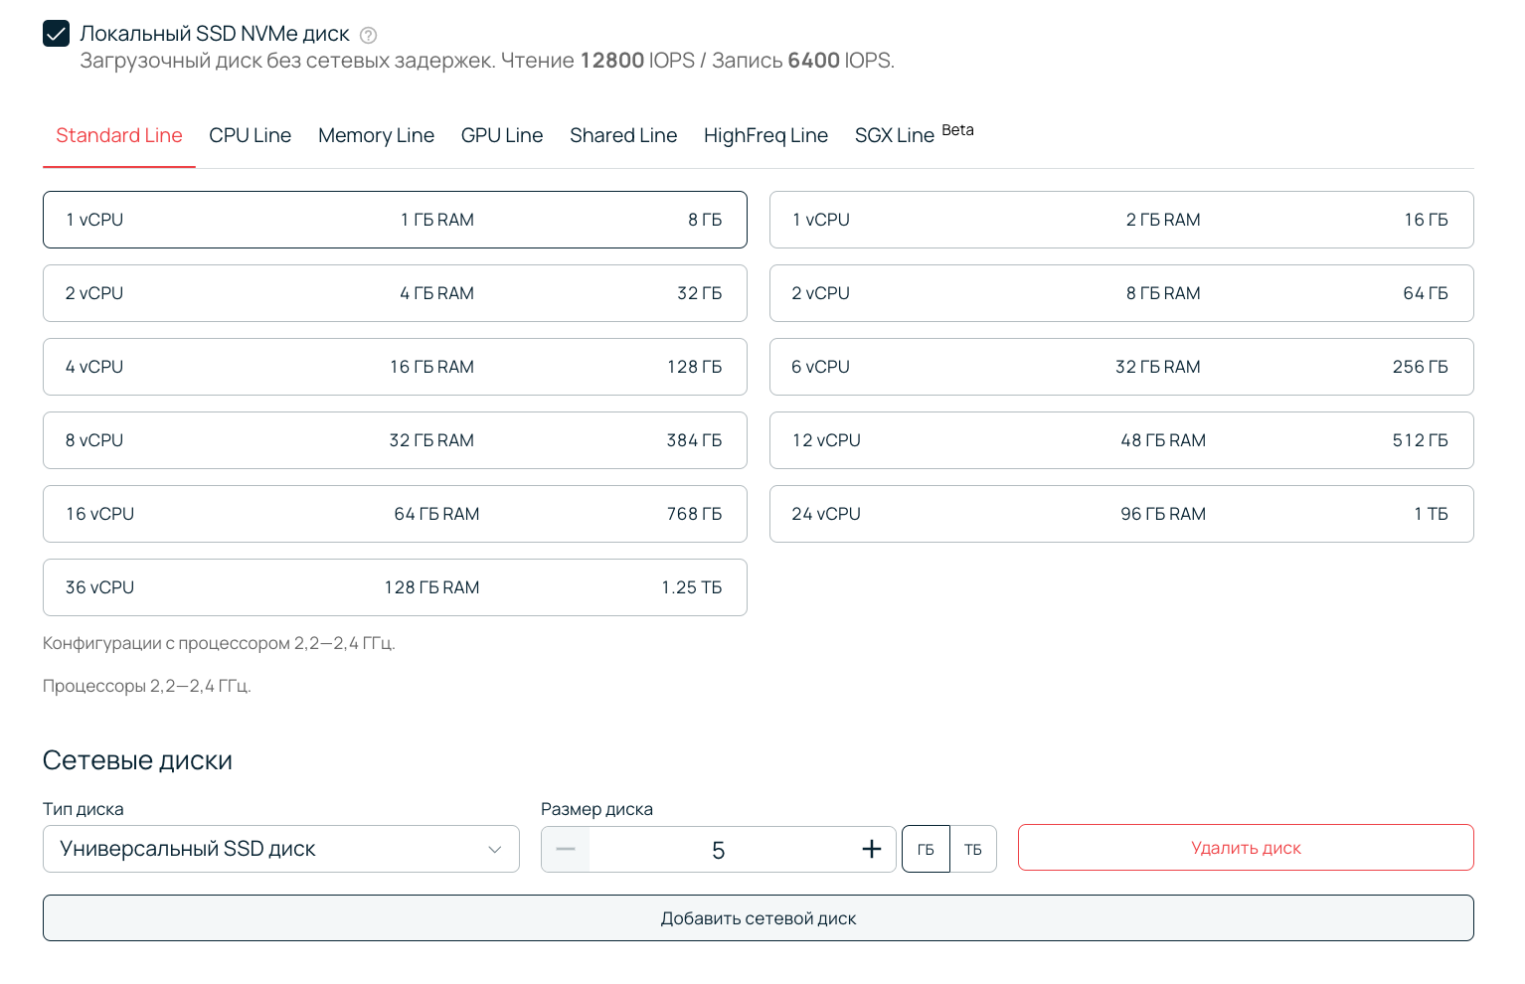 Локальный SSD NVMe диск ?
Загрузочный диск без сетевых задержек. Чтение 12800 IOPS / Запись 6400 IOPS.
Standard Line CPU Line Memory Line GPU Line Shared Line HighFreq Line SGX Line Beta
1 vCPU 1 ГБ RAM 8 ГБ 1 vCPU 2 ГБ RAM 16 ГБ
2 vCPU 4 ГБ RAM 32 ГБ 2 vCPU 8 ГБ RAM 64 ГБ
4 vCPU 16 ГБ RAM 128 ГБ 6 vCPU 32 ГБ RAM 256 ГБ
8 vCPU 32 ГБ RAM 384 ГБ 12 vCPU 48 ГБ RAM 512 ГБ
16 vCPU 64 ГБ RAM 768 ГБ 24 vCPU 96 ГБ RAM 1 ТБ
36 vCPU 128 ГБ RAM 1.25 ТБ
Конфигурации с процессором 2,2—2,4 ГГц.
Процессоры 2,2—2,4 ГГц.
Сетевые диски
Тип диска Размер диска
Универсальный SSD диск — 5 + ГБ ТБ Удалить диск
Добавить сетевой диск